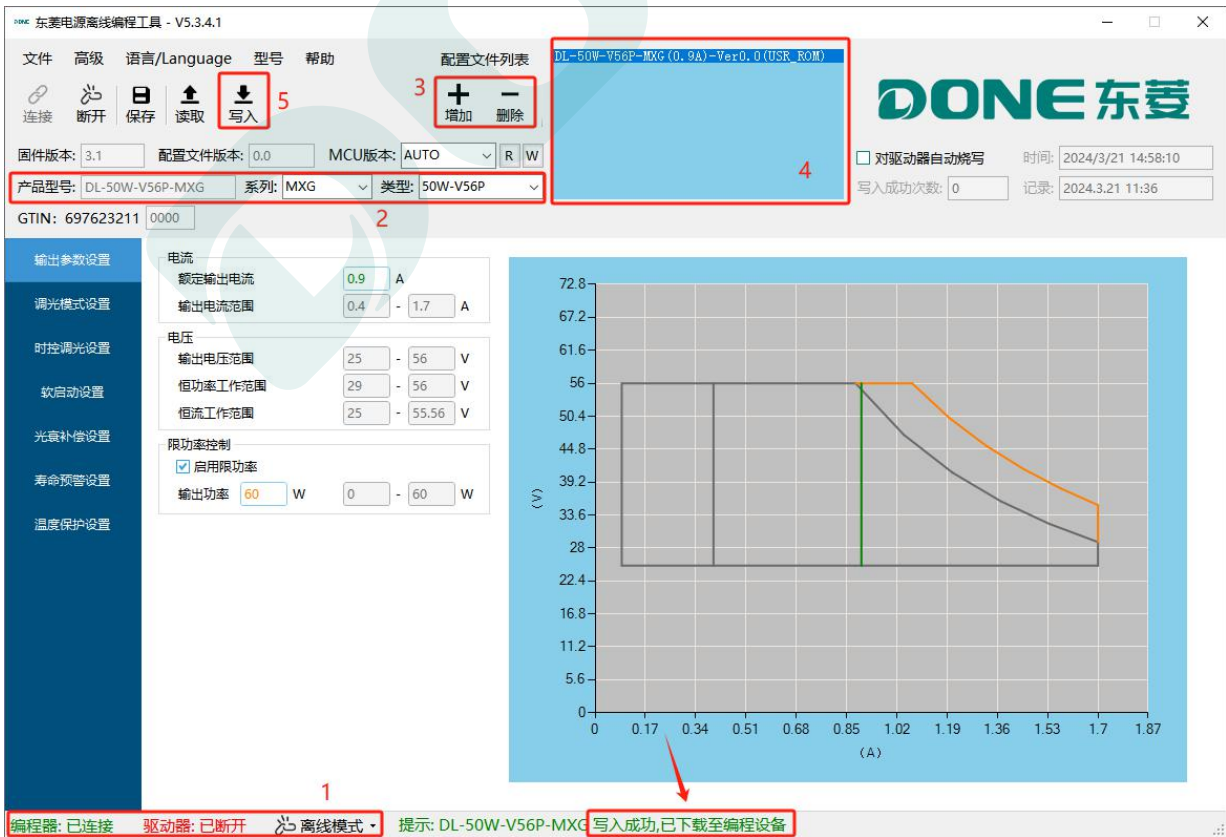 DONE 东菱电源离线编程工具 - V5.3.4.1
文件 高级 语言/Language 型号 帮助
配置文件列表
连接 断开 保存 读取 写入 5
3 增加 删除
DL-50W-V56P-MXG(0.9A)-Ver0.0(USR_ROM)
4
DONE 东菱
固件版本: 3.1 配置文件版本: 0.0 MCU版本: AUTO R W
对驱动器自动烧写 时间: 2024/3/21 14:58:10
产品型号: DL-50W-V56P-MXG 系列: MXG 类型: 50W-V56P
写入成功次数: 0 记录: 2024.3.21 11:36
GTIN: 697623211 0000
2
输出参数设置
调光模式设置
时控调光设置
软启动设置
光衰补偿设置
寿命预警设置
温度保护设置
电流
额定输出电流 0.9 A
输出电流范围 0.4 - 1.7 A
电压
输出电压范围 25 - 56 V
恒功率工作范围 29 - 56 V
恒流工作范围 25 - 55.56 V
限功率控制
启用限功率
输出功率 60 W 0 - 60 W
(V)
72.8
67.2
61.6
56
50.4
44.8
39.2
33.6
28
22.4
16.8
11.2
5.6
0
0 0.17 0.34 0.51 0.68 0.85 1.02 1.19 1.36 1.53 1.7 1.87
(A)
1
编程器: 已连接 驱动器: 已断开 离线模式 提示: DL-50W-V56P-MXG 写入成功,已下载至编程设备